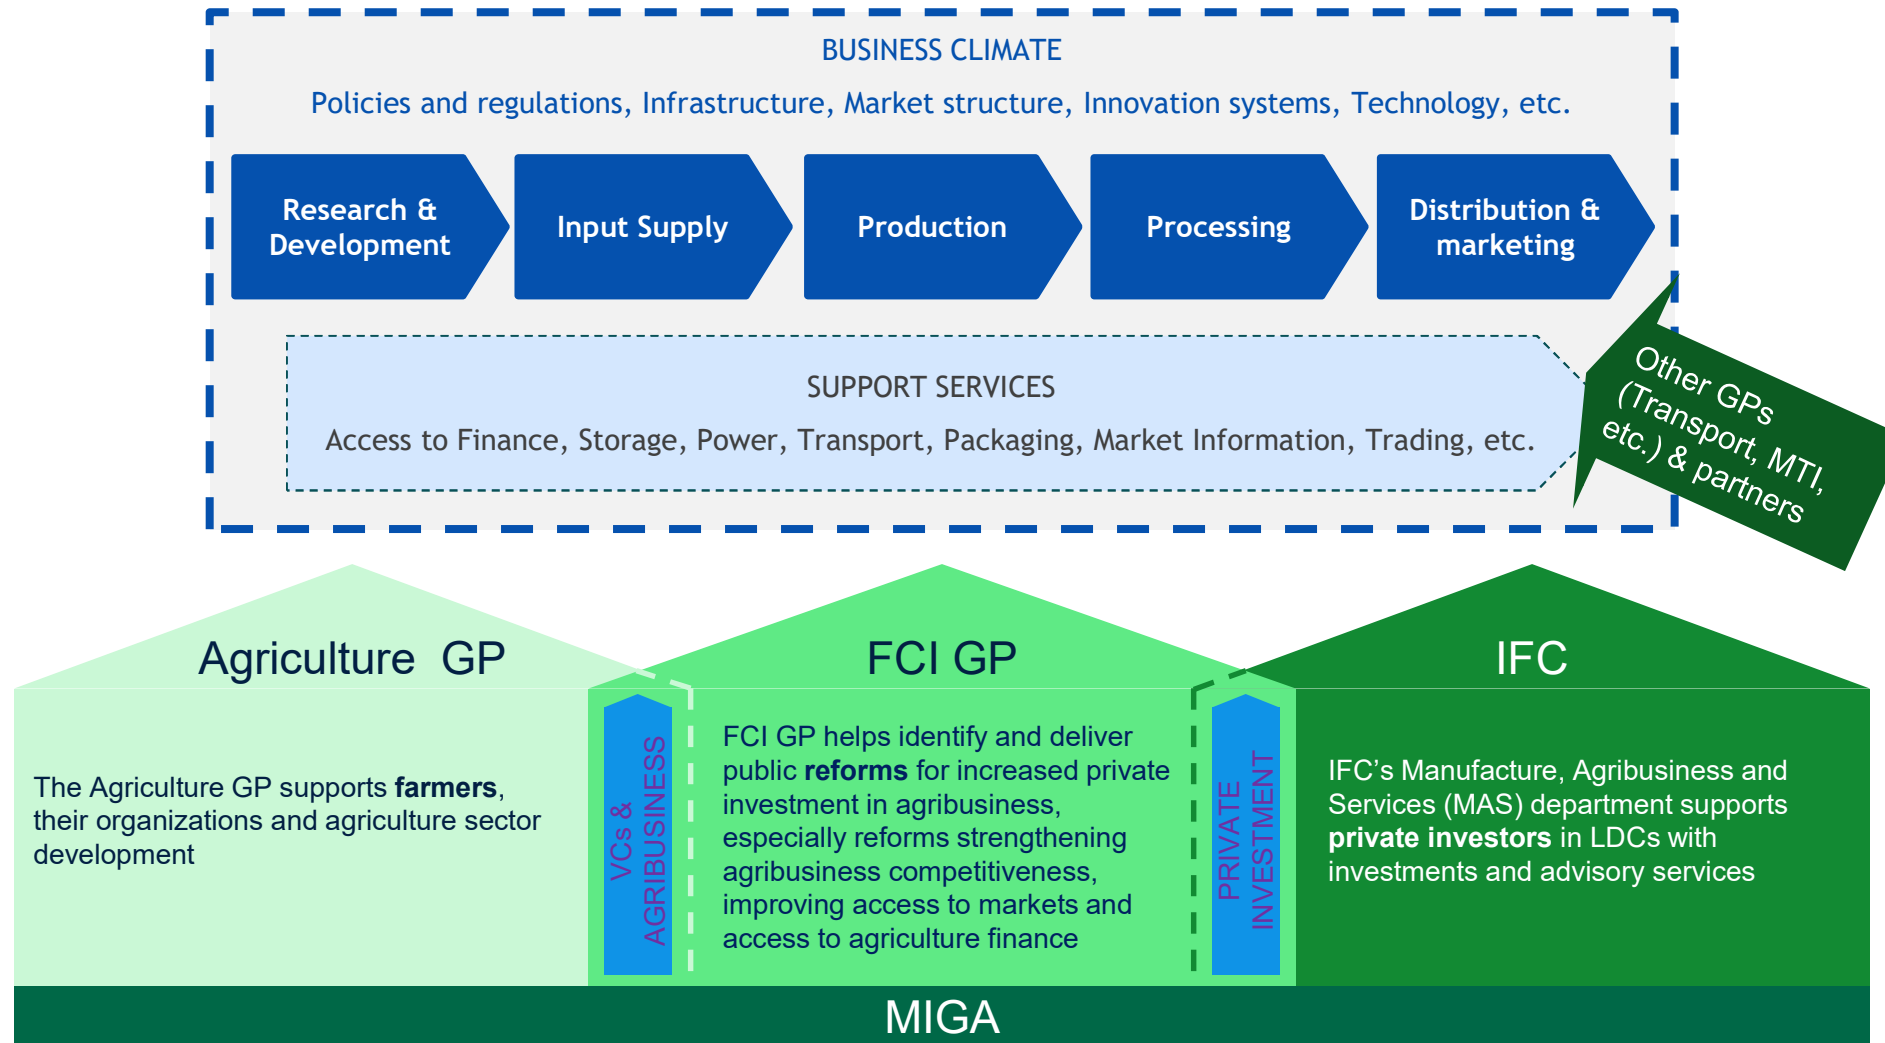 BUSINESS CLIMATE
Policies and regulations, Infrastructure, Market structure, Innovation systems, Technology, etc.
Research &
Development
Input Supply
Production
Processing
Distribution &
marketing
SUPPORT SERVICES
Access to Finance, Storage, Power, Transport, Packaging, Market Information, Trading, etc.
Other GPs
(Transport, MTI,
etc.) & partners
Agriculture  GP
The Agriculture GP supports farmers,
their organizations and agriculture sector
development
VCs &
AGRIBUSINESS
FCI GP
FCI GP helps identify and deliver
public reforms for increased private
investment in agribusiness,
especially reforms strengthening
agribusiness competitiveness,
improving access to markets and
access to agriculture finance
PRIVATE
INVESTMENT
IFC
IFC’s Manufacture, Agribusiness and
Services (MAS) department supports
private investors in LDCs with
investments and advisory services
MIGA